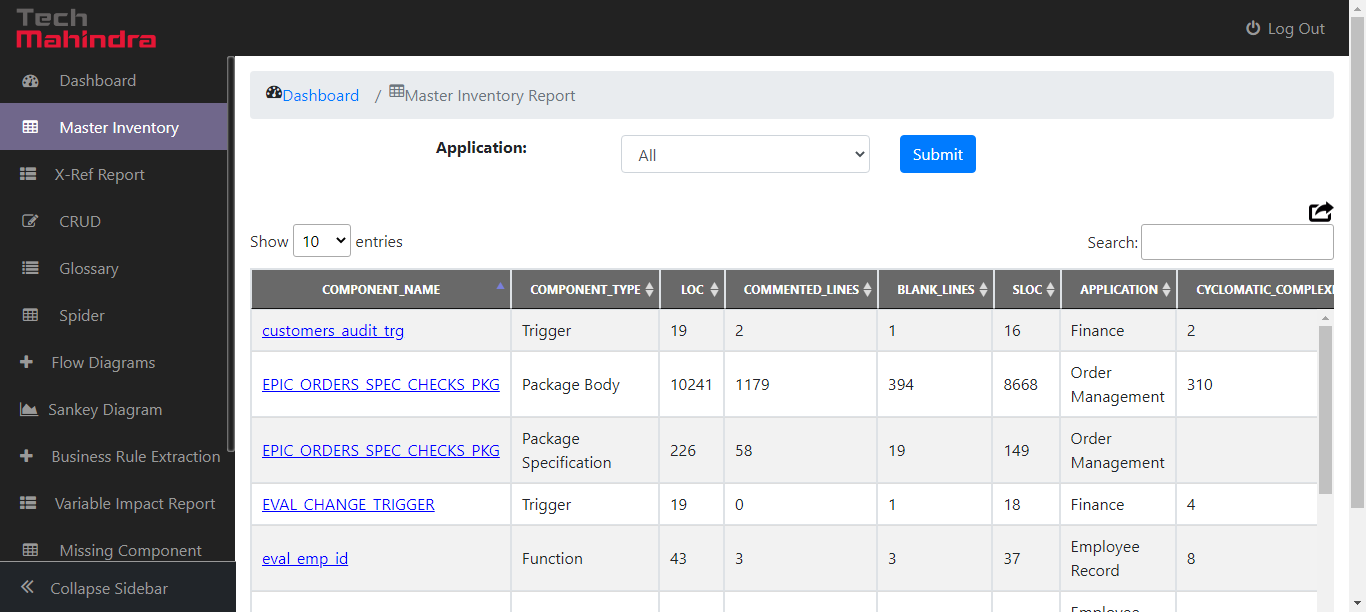 Tech
Mahindra
Log Out
Dashboard
Master Inventory
X-Ref Report
CRUD
Glossary
Spider
Flow Diagrams
Sankey Diagram
Business Rule Extraction
Variable Impact Report
Missing Component
Collapse Sidebar
Dashboard / Master Inventory Report
Application: All Submit
Show 10 entries
Search:
COMPONENT_NAME COMPONENT_TYPE LOC COMMENTED_LINES BLANK_LINES SLOC APPLICATION
customers_audit_trg Trigger 19 2 1 16 Finance 2
EPIC_ORDERS_SPEC_CHECKS_PKG Package Body 10241 1179 394 8668 Order
Management 310
EPIC_ORDERS_SPEC_CHECKS_PKG Package
Specification 226 58 19 149 Order
Management
EVAL_CHANGE_TRIGGER Trigger 19 0 1 18 Finance 4
eval_emp_id Function 43 3 3 37 Employee
Record 8